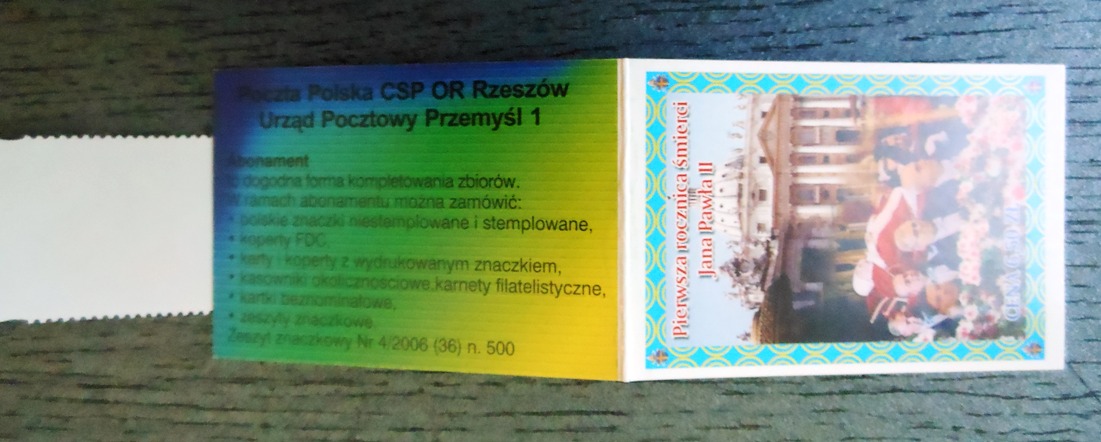 Poczta Polska CSP OR Rzeszów
Urząd Pocztowy Przemyśl 1
Abonament
to dogodna forma kompletowania zbiorów.
W ramach abonamentu można zamówić:
• polskie znaczki niestemplowane i stemplowane,
• koperty FDC,
• karty i koperty z wydrukowanym znaczkiem,
• kasowniki okolicznościowe,karnety filatelistyczne,
• kartki beznominałowe,
• zeszyty znaczkowe.
Zeszyt znaczkowy Nr 4/2006 (36) n. 500
Pierwsza rocznica śmierci
Jana Pawła II
CENA